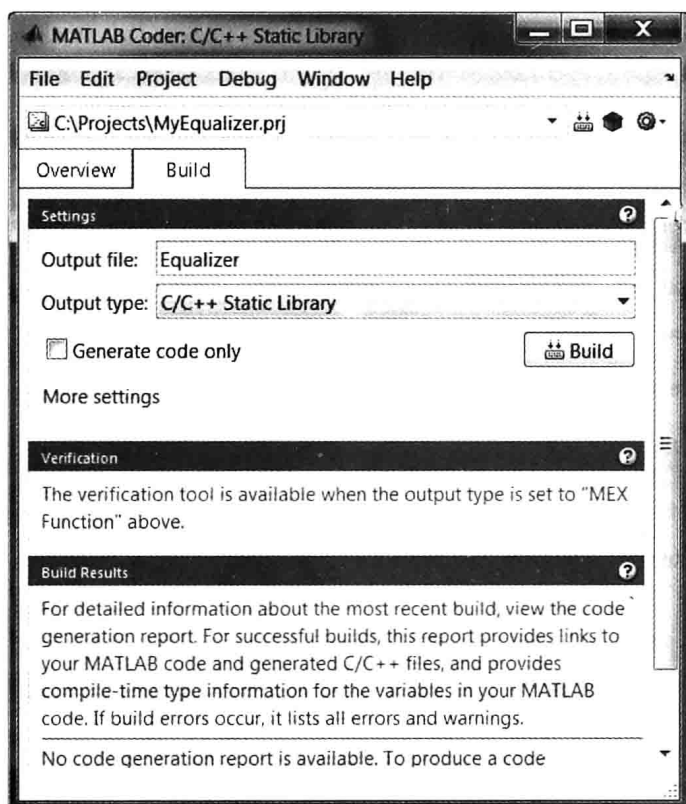 MATLAB Coder: C/C++ Static Library
File Edit Project Debug Window Help
C:\Projects\MyEqualizer.prj
Overview Build
Settings
Output file: Equalizer
Output type: C/C++ Static Library
Generate code only Build
More settings
Verification
The verification tool is available when the output type is set to "MEX
Function" above.
Build Results
For detailed information about the most recent build, view the code
generation report. For successful builds, this report provides links to
your MATLAB code and generated C/C++ files, and provides
compile-time type information for the variables in your MATLAB
code. If build errors occur, it lists all errors and warnings.
No code generation report is available. To produce a code